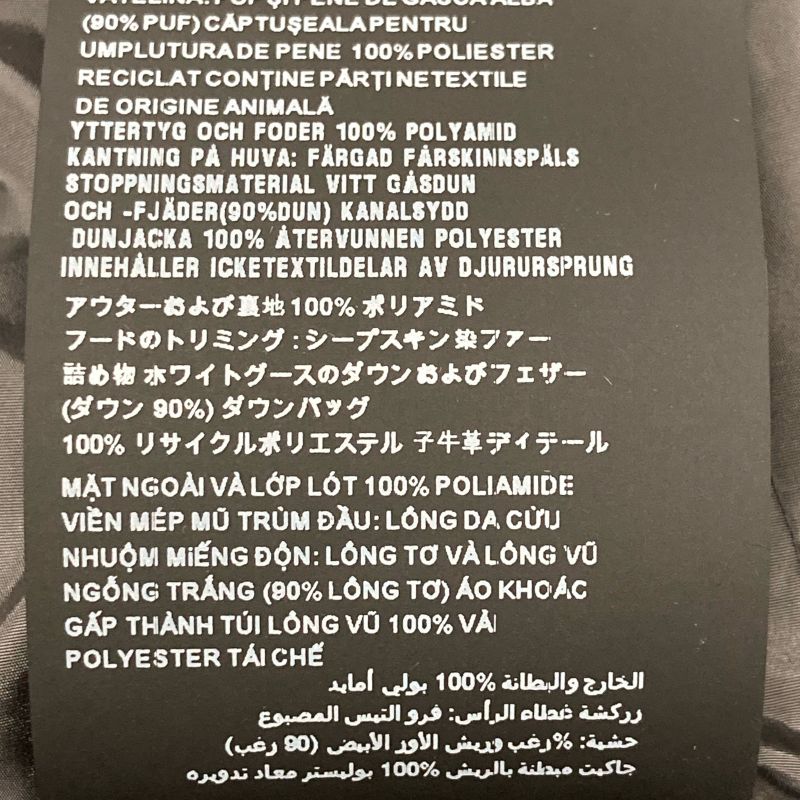 (90% PUF) CĂPTUȘEALA PENTRU
UMPLUTURA DE PENE 100% POLIESTER
RECICLAT CONȚINE PĂRȚI NETEXTILE
DE ORIGINE ANIMALĂ
YTTERTYG OCH FODER 100% POLYAMID
KANTNING PÅ HUVA: FÄRGAD FÅRSKINNSPÄLS
STOPPNINGSMATERIAL VITT GÅSDUN
OCH -FJÄDER(90%DUN) KANALSYDD
DUNJACKA 100% ÅTERVUNNEN POLYESTER
INNEHÅLLER ICKETEXTILDELAR AV DJURURSPRUNG
アウターおよび裏地 100% ポリアミド
フードのトリミング : シープスキン染ファー
詰め物 ホワイトグースのダウンおよびフェザー
(ダウン 90%) ダウンバッグ
100% リサイクルポリエステル 子牛革ディテール
MẶT NGOÀI VÀ LỚP LÓT 100% POLIAMIDE
VIỀN MÉP MŨ TRÙM ĐẦU: LÔNG DA CỪU
NHUỘM MIẾNG ĐỘN: LÔNG TƠ VÀ LÔNG VŨ
NGỖNG TRẮNG (90% LÔNG TƠ) ÁO KHOÁC
GẤP THÀNH TÚI LÔNG VŨ 100% VẢI
POLYESTER TÁI CHẾ
الخارج والبطانة 100% بولي أمايد
زركشة غطاء الرأس: فرو التيس المصبوع
حشية: %رغب وريش الأوز الأبيض (90 رغب)
جاكيت مبطنة بالريش 100% بوليستر معاد تدويره